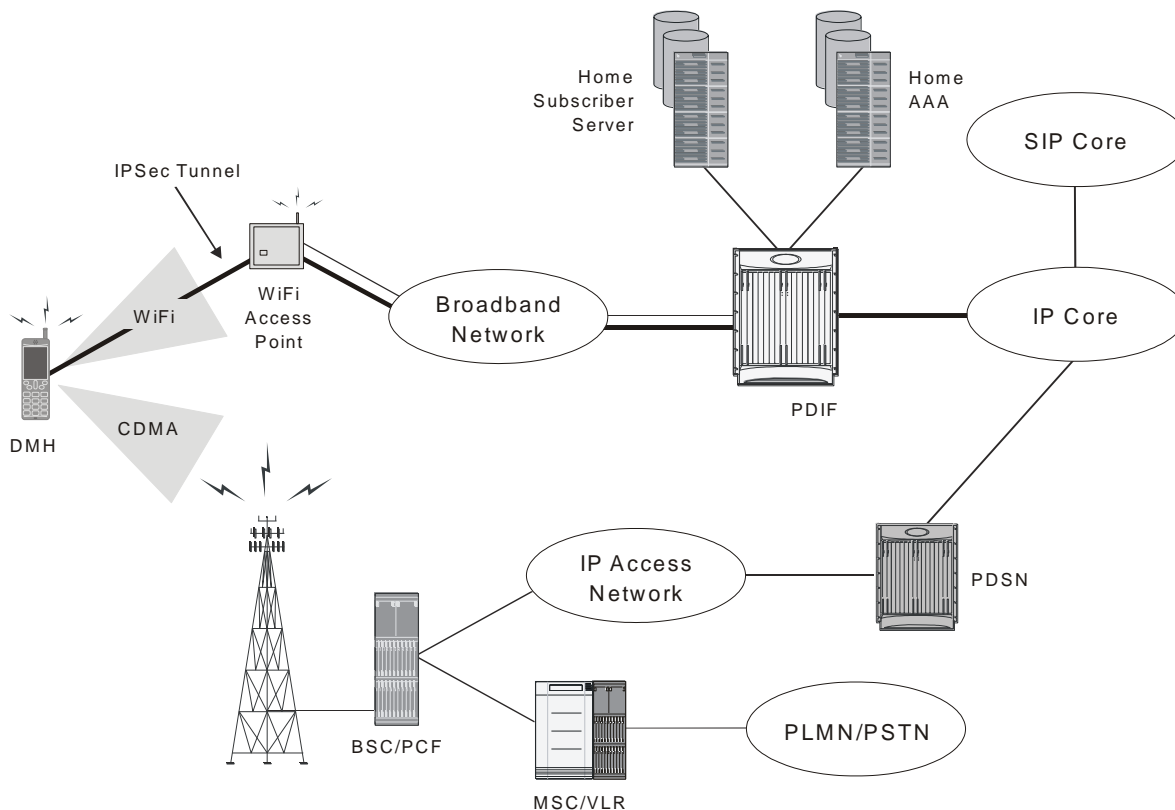 Home
Subscriber
Server
Home
AAA
SIP Core
IPSec Tunnel
WiFi
Access
Point
WiFi
Broadband
Network
IP Core
PDIF
DMH
CDMA
IP Access
Network
PDSN
BSC/PCF
PLMN/PSTN
MSC/VLR